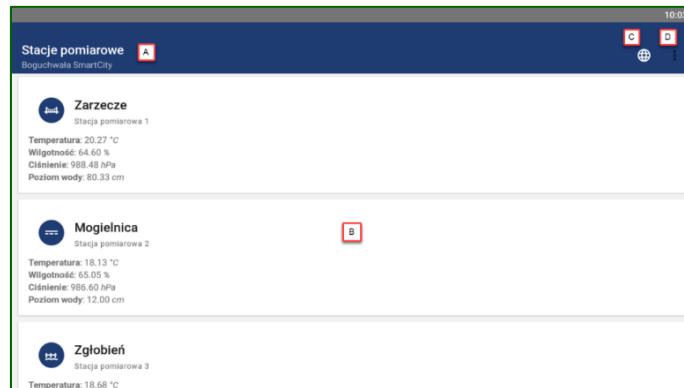 10:03
C
D
Stacje pomiarowe
A
Boguchwała SmartCity
Zarzecze
Stacja pomiarowa 1
Temperatura: 20.27 °C
Wilgotność: 64.60 %
Ciśnienie: 988.48 hPa
Poziom wody: 80.33 cm
Mogielnica
B
Stacja pomiarowa 2
Temperatura: 18.13 °C
Wilgotność: 65.05 %
Ciśnienie: 986.60 hPa
Poziom wody: 12.00 cm
Zgłobień
Stacja pomiarowa 3
Temperatura: 18.68 °C